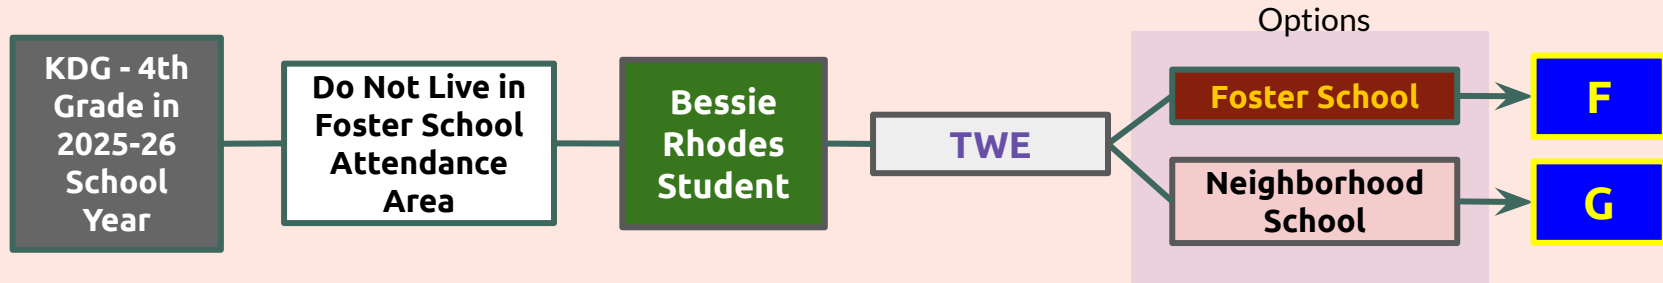 Options
KDG - 4th
Grade in
2025-26
School
Year
Do Not Live in
Foster School
Attendance
Area
Bessie
Rhodes
Student
TWE
Foster School
F
Neighborhood
School
G